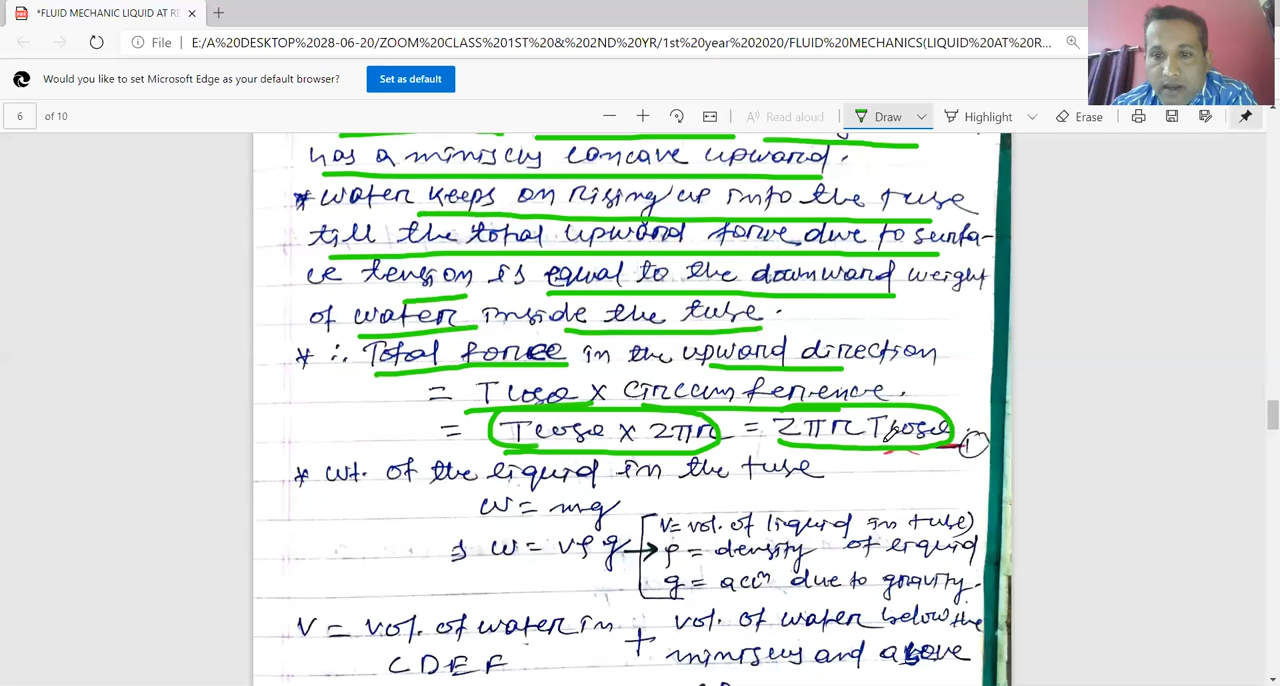 *FLUID MECHANIC LIQUID AT RE
File E:/A%20DESKTOP%2028-06-20/ZOOM%20CLASS%201ST%20&%202ND%20YR/1st%20year%202020/FLUID%20MECHANICS(LIQUID%20AT%20R...
Would you like to set Microsoft Edge as your default browser? Set as default
6 of 10 Read aloud Draw Highlight Erase
has a miniscus concave upward.
* water keeps on rising up into the tube
till the total upward force due to surfa-
ce tension is equal to the downward weight
of water inside the tube.
* ∴ Total force in the upward direction
= Tcosθ x circumference.
= Tcosθ x 2πr = 2πr Tcosθ 1
* wt. of the liquid in the tube
W = mg
⇒ W = vρg → [v = vol. of liquid in tube)
ρ = density of liquid
g = accn due to gravity.
V = vol. of water in + vol. of water below the
CDEF miniscus and above